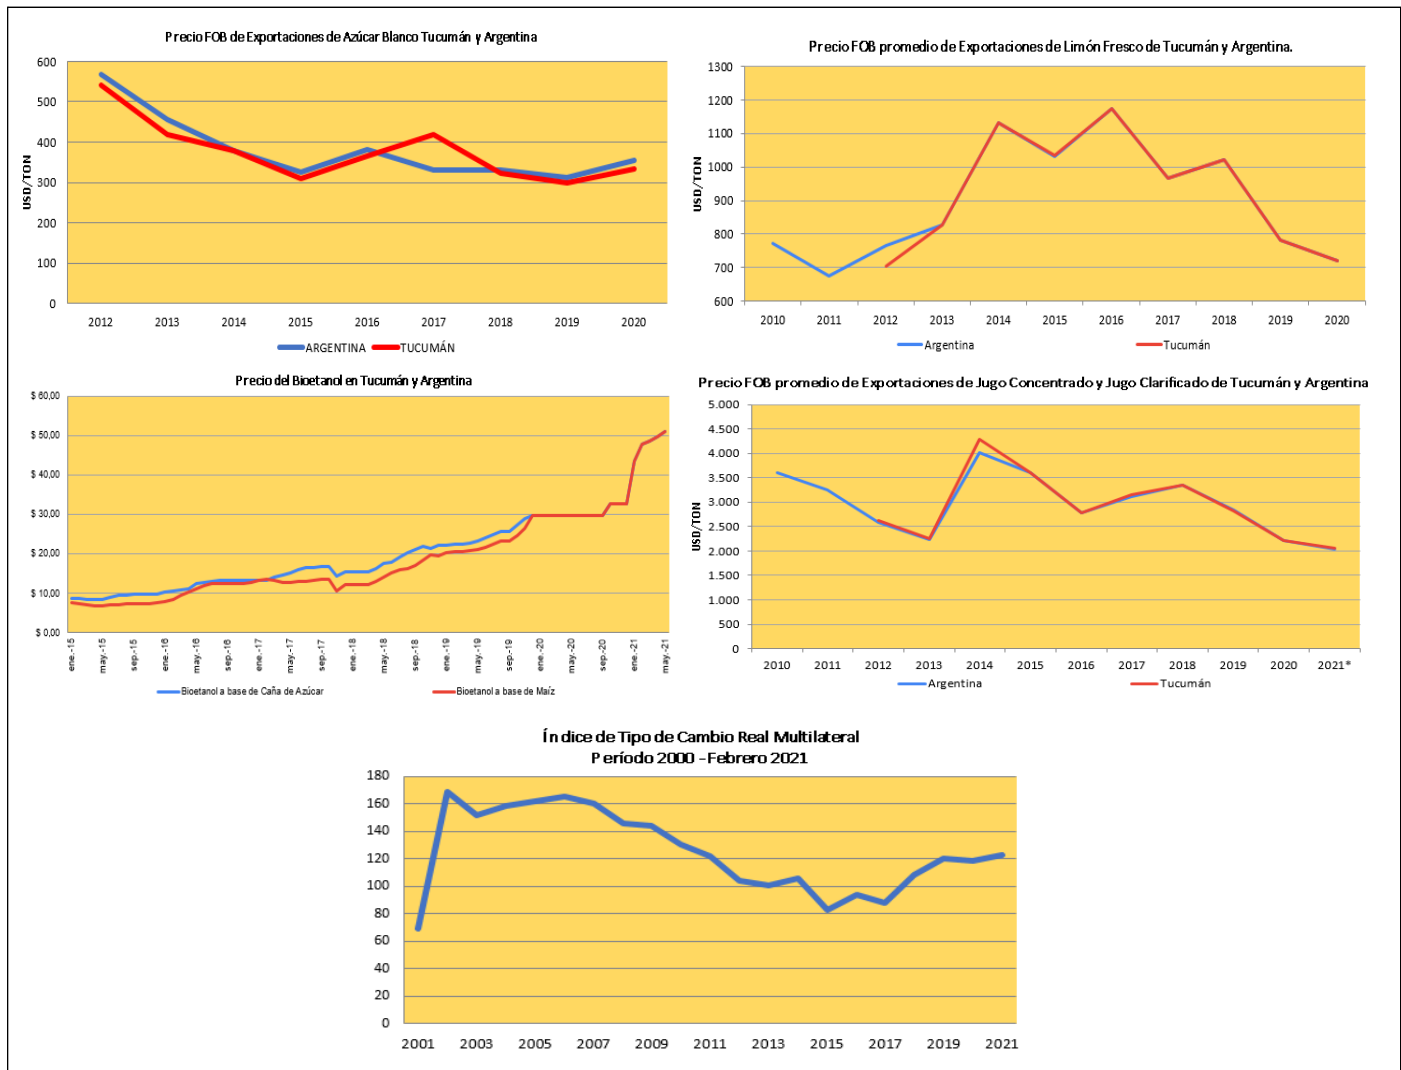 Precio FOB de Exportaciones de Azúcar Blanco Tucumán y Argentina
600
500
400
300
200
100
0
USD/TON
2012 2013 2014 2015 2016 2017 2018 2019 2020
ARGENTINA TUCUMÁN
Precio FOB promedio de Exportaciones de Limón Fresco de Tucumán y Argentina.
1300
1200
1100
1000
900
800
700
600
USD/TON
2010 2011 2012 2013 2014 2015 2016 2017 2018 2019 2020
Argentina Tucumán
Precio del Bioetanol en Tucumán y Argentina
$ 60,00
$ 50,00
$ 40,00
$ 30,00
$ 20,00
$ 10,00
$ 0,00
ene.-15 may.-15 sep.-15 ene.-16 may.-16 sep.-16 ene.-17 may.-17 sep.-17 ene.-18 may.-18 sep.-18 ene.-19 may.-19 sep.-19 ene.-20 may.-20 sep.-20 ene.-21 may.-21
Bioetanol a base de Caña de Azúcar Bioetanol a base de Maíz
Precio FOB promedio de Exportaciones de Jugo Concentrado y Jugo Clarificado de Tucumán y Argentina
5.000
4.500
4.000
3.500
3.000
2.500
2.000
1.500
1.000
500
0
USD/TON
2010 2011 2012 2013 2014 2015 2016 2017 2018 2019 2020 2021*
Argentina Tucumán
Índice de Tipo de Cambio Real Multilateral
Período 2000 - Febrero 2021
180
160
140
120
100
80
60
40
20
0
2001 2003 2005 2007 2009 2011 2013 2015 2017 2019 2021